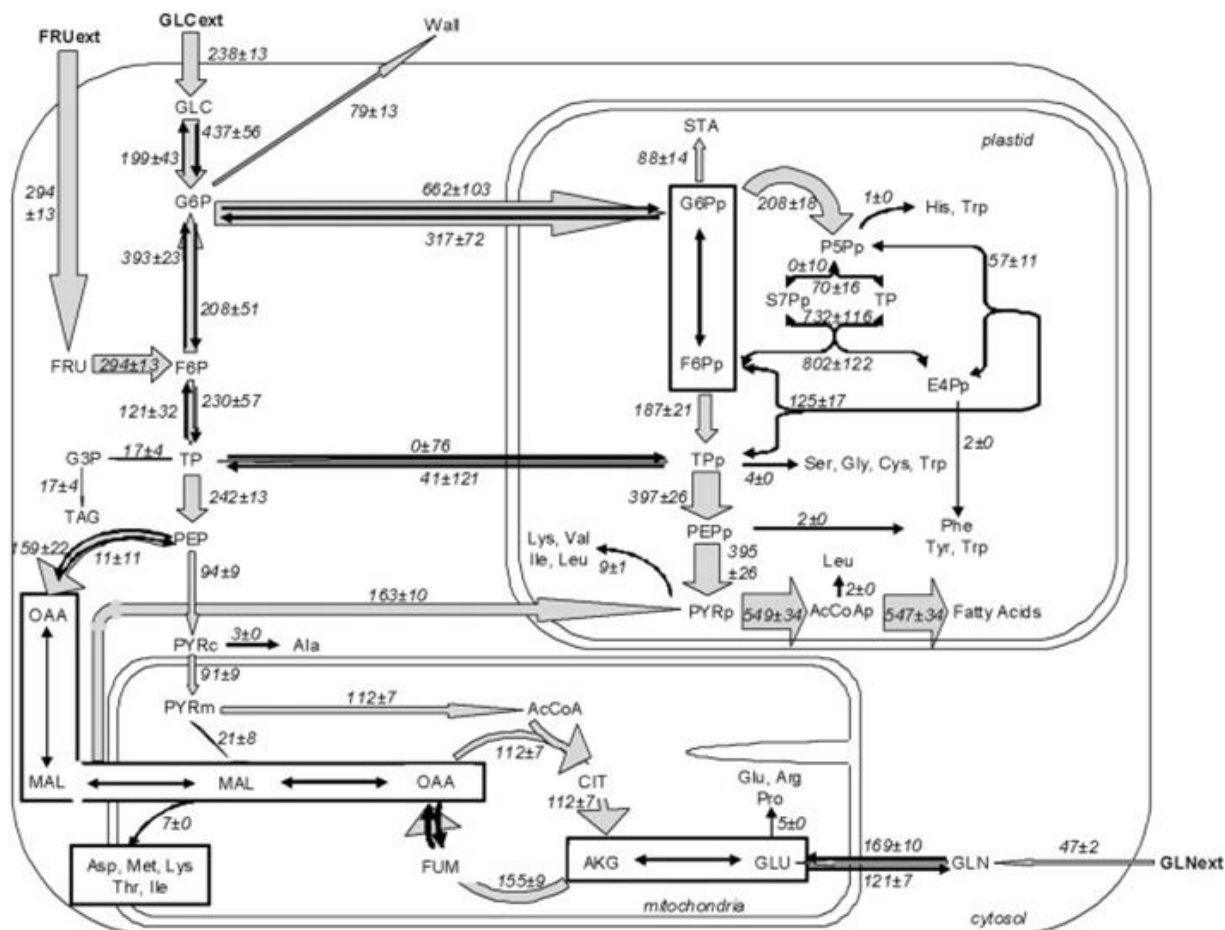 GLCext
FRUext
Wall
238±13
GLC
79±13
STA
plastid
437±56
88±14
199±43
294
±13
G6P
662±103
G6Pp
208±18
1±0
His, Trp
317±72
P5Pp
393±23
0±10
57±11
70±16
S7Pp
TP
208±51
732±116
FRU
294±13
F6P
F6Pp
802±122
E4Pp
121±32
230±57
187±21
125±17
2±0
G3P
17±4
TP
0±76
TPp
Ser, Gly, Cys, Trp
41±121
4±0
17±4
242±13
397±26
TAG
PEP
PEPp
2±0
Phe
Tyr, Trp
159±22
11±11
Lys, Val
Ile, Leu
9±1
395
±26
Leu
94±9
2±0
OAA
163±10
PYRp
549±34
AcCoAp
547±34
Fatty Acids
PYRc
3±0
Ala
91±9
PYRm
112±7
AcCoA
21±8
112±7
MAL
MAL
OAA
CIT
Glu, Arg
Pro
112±7
7±0
5±0
Asp, Met, Lys
Thr, Ile
FUM
AKG
GLU
169±10
GLN
47±2
GLNext
155±9
121±7
mitochondria
cytosol